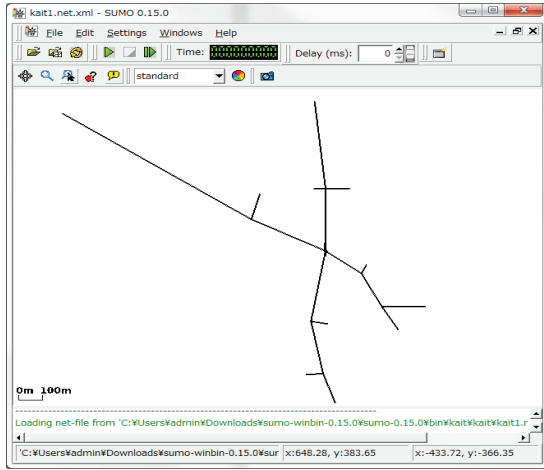 kait1.net.xml - SUMO 0.15.0
File Edit Settings Windows Help
Time: Delay (ms): 0
standard
0m 100m
Loading net-file from 'C:¥Users¥admin¥Downloads¥sumo-winbin-0.15.0¥sumo-0.15.0¥bin¥kait¥kait¥kait1.r
'C:¥Users¥admin¥Downloads¥sumo-winbin-0.15.0¥sur x:648.28, y:383.65 x:-433.72, y:-366.35